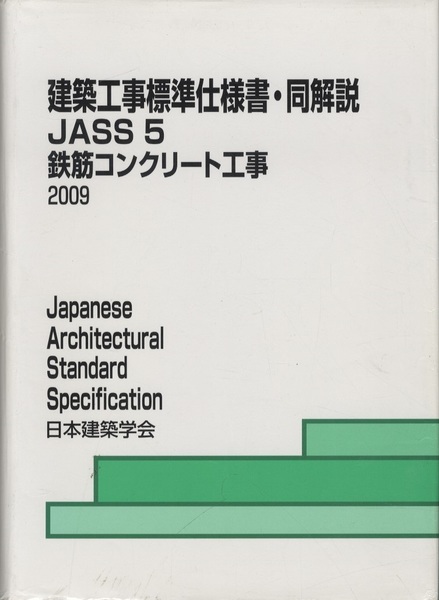 建築工事標準仕様書・同解説
JASS 5
鉄筋コンクリート工事
2009
Japanese
Architectural
Standard
Specification
日本建築学会